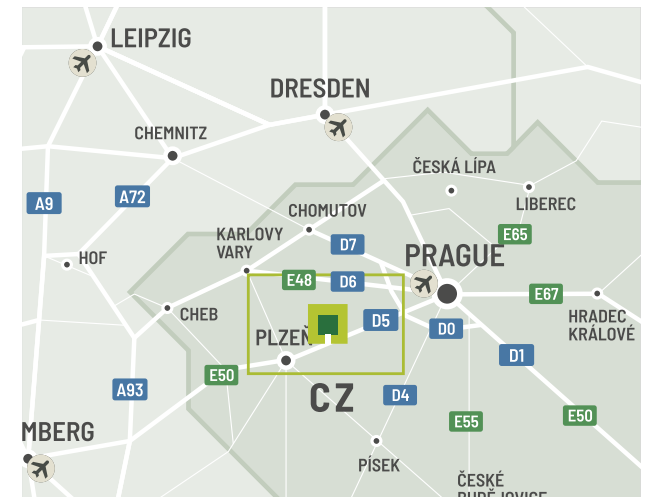 LEIPZIG
DRESDEN
CHEMNITZ
ČESKÁ LÍPA
A9
A72
LIBEREC
CHOMUTOV
KARLOVY
VARY
D7
E65
HOF
PRAGUE
E48
D6
E67
CHEB
D5
D0
HRADEC
KRÁLOVÉ
PLZEŇ
D1
E50
A93
CZ
D4
E55
E50
MBERG
PÍSEK
ČESKÉ
BUDĚJOVICE